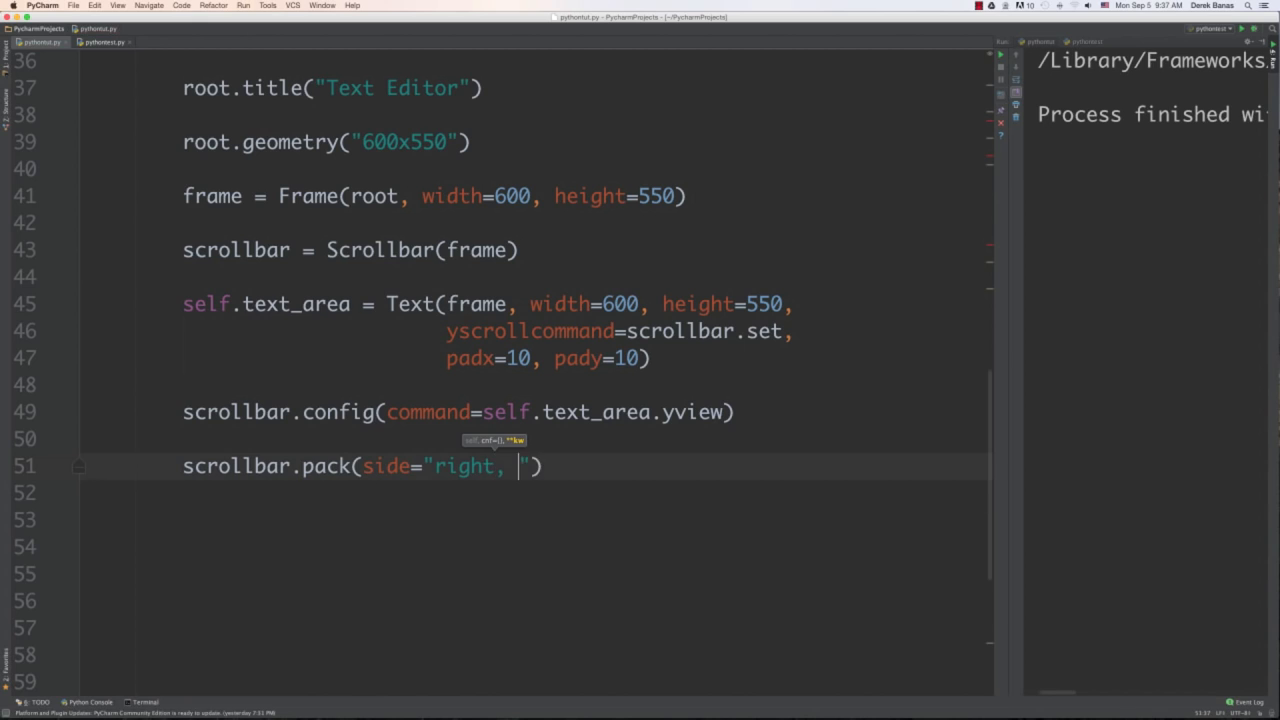 PyCharm File Edit View Navigate Code Refactor Run Tools VCS Window Help 10 Mon Sep 5 9:37 AM Derek Banas
pythontut.py - PycharmProjects - [~/PycharmProjects]
PycharmProjects pythontut.py pythontest
pythontut.py pythontest.py Run: pythontut pythontest
36
37 root.title("Text Editor")
38
39 root.geometry("600x550")
40
41 frame = Frame(root, width=600, height=550)
42
43 scrollbar = Scrollbar(frame)
44
45 self.text_area = Text(frame, width=600, height=550,
46 yscrollcommand=scrollbar.set,
47 padx=10, pady=10)
48
49 scrollbar.config(command=self.text_area.yview)
50
self, cnf={}, **kw
51 scrollbar.pack(side="right, ")
52
53
54
55
56
57
58
59
/Library/Frameworks
Process finished wi
1: Project
7: Structure
2: Favorites
4: Run
6: TODO Python Console Terminal Event Log
Platform and Plugin Updates: PyCharm Community Edition is ready to update. (yesterday 7:51 PM) 51:37 LF÷ UTF-8÷